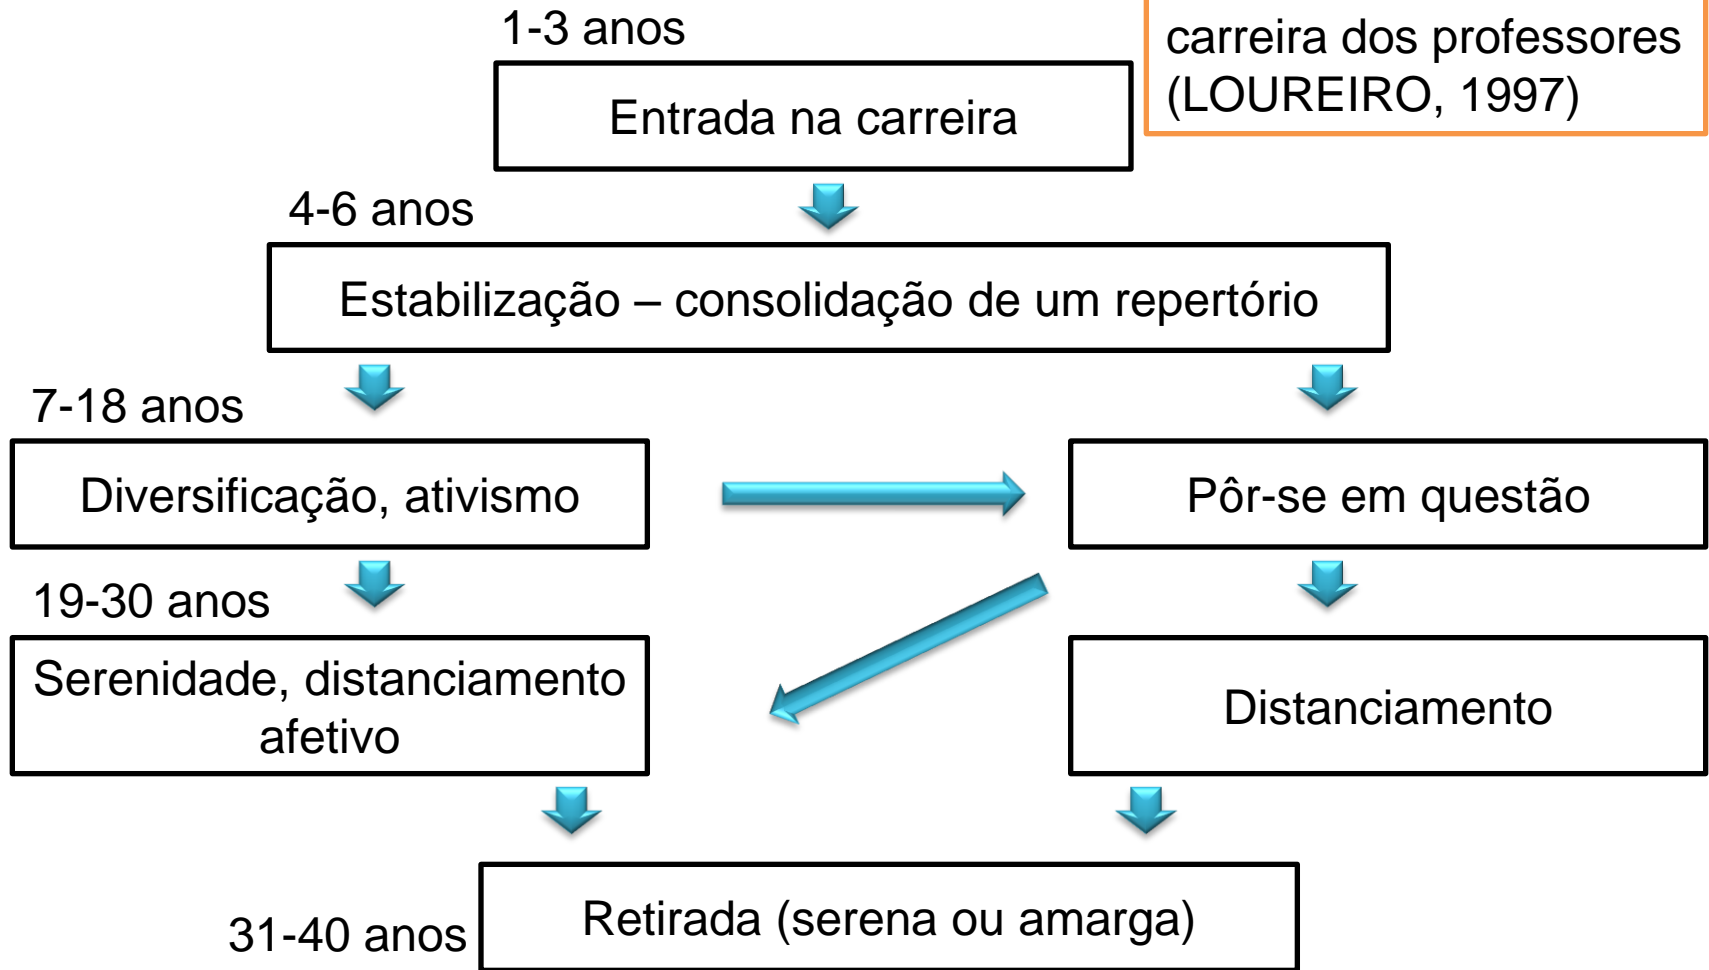 carreira dos professores
(LOUREIRO, 1997)
1-3 anos
Entrada na carreira
4-6 anos
Estabilização – consolidação de um repertório
7-18 anos
Diversificação, ativismo
Pôr-se em questão
19-30 anos
Serenidade, distanciamento
afetivo
Distanciamento
31-40 anos
Retirada (serena ou amarga)